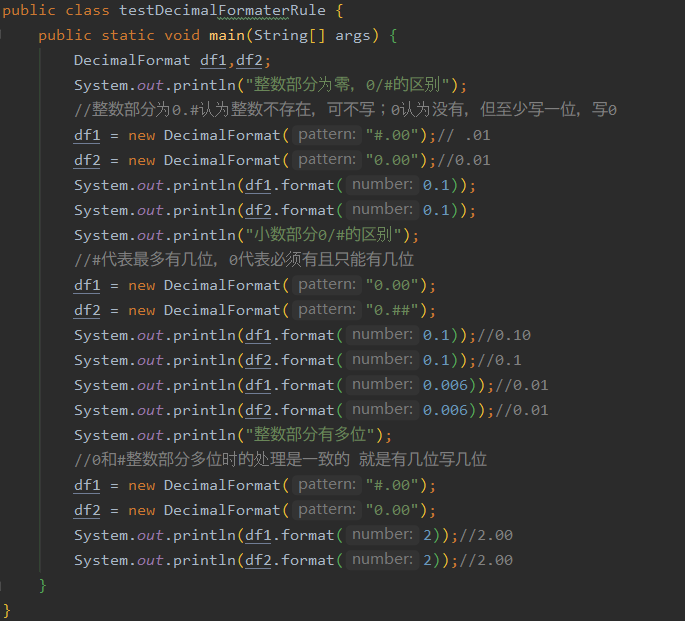 public class testDecimalFormaterRule {
public static void main(String[] args) {
DecimalFormat df1,df2;
System.out.println("整数部分为零，0/#的区别");
//整数部分为0.#认为整数不存在，可不写；0认为没有，但至少写一位，写0
df1 = new DecimalFormat( pattern: "#.00");// .01
df2 = new DecimalFormat( pattern: "0.00");//0.01
System.out.println(df1.format( number: 0.1));
System.out.println(df2.format( number: 0.1));
System.out.println("小数部分0/#的区别");
//#代表最多有几位，0代表必须有且只能有几位
df1 = new DecimalFormat( pattern: "0.00");
df2 = new DecimalFormat( pattern: "0.##");
System.out.println(df1.format( number: 0.1));//0.10
System.out.println(df2.format( number: 0.1));//0.1
System.out.println(df1.format( number: 0.006));//0.01
System.out.println(df2.format( number: 0.006));//0.01
System.out.println("整数部分有多位");
//0和#整数部分多位时的处理是一致的 就是有几位写几位
df1 = new DecimalFormat( pattern: "#.00");
df2 = new DecimalFormat( pattern: "0.00");
System.out.println(df1.format( number: 2));//2.00
System.out.println(df2.format( number: 2));//2.00
}
}